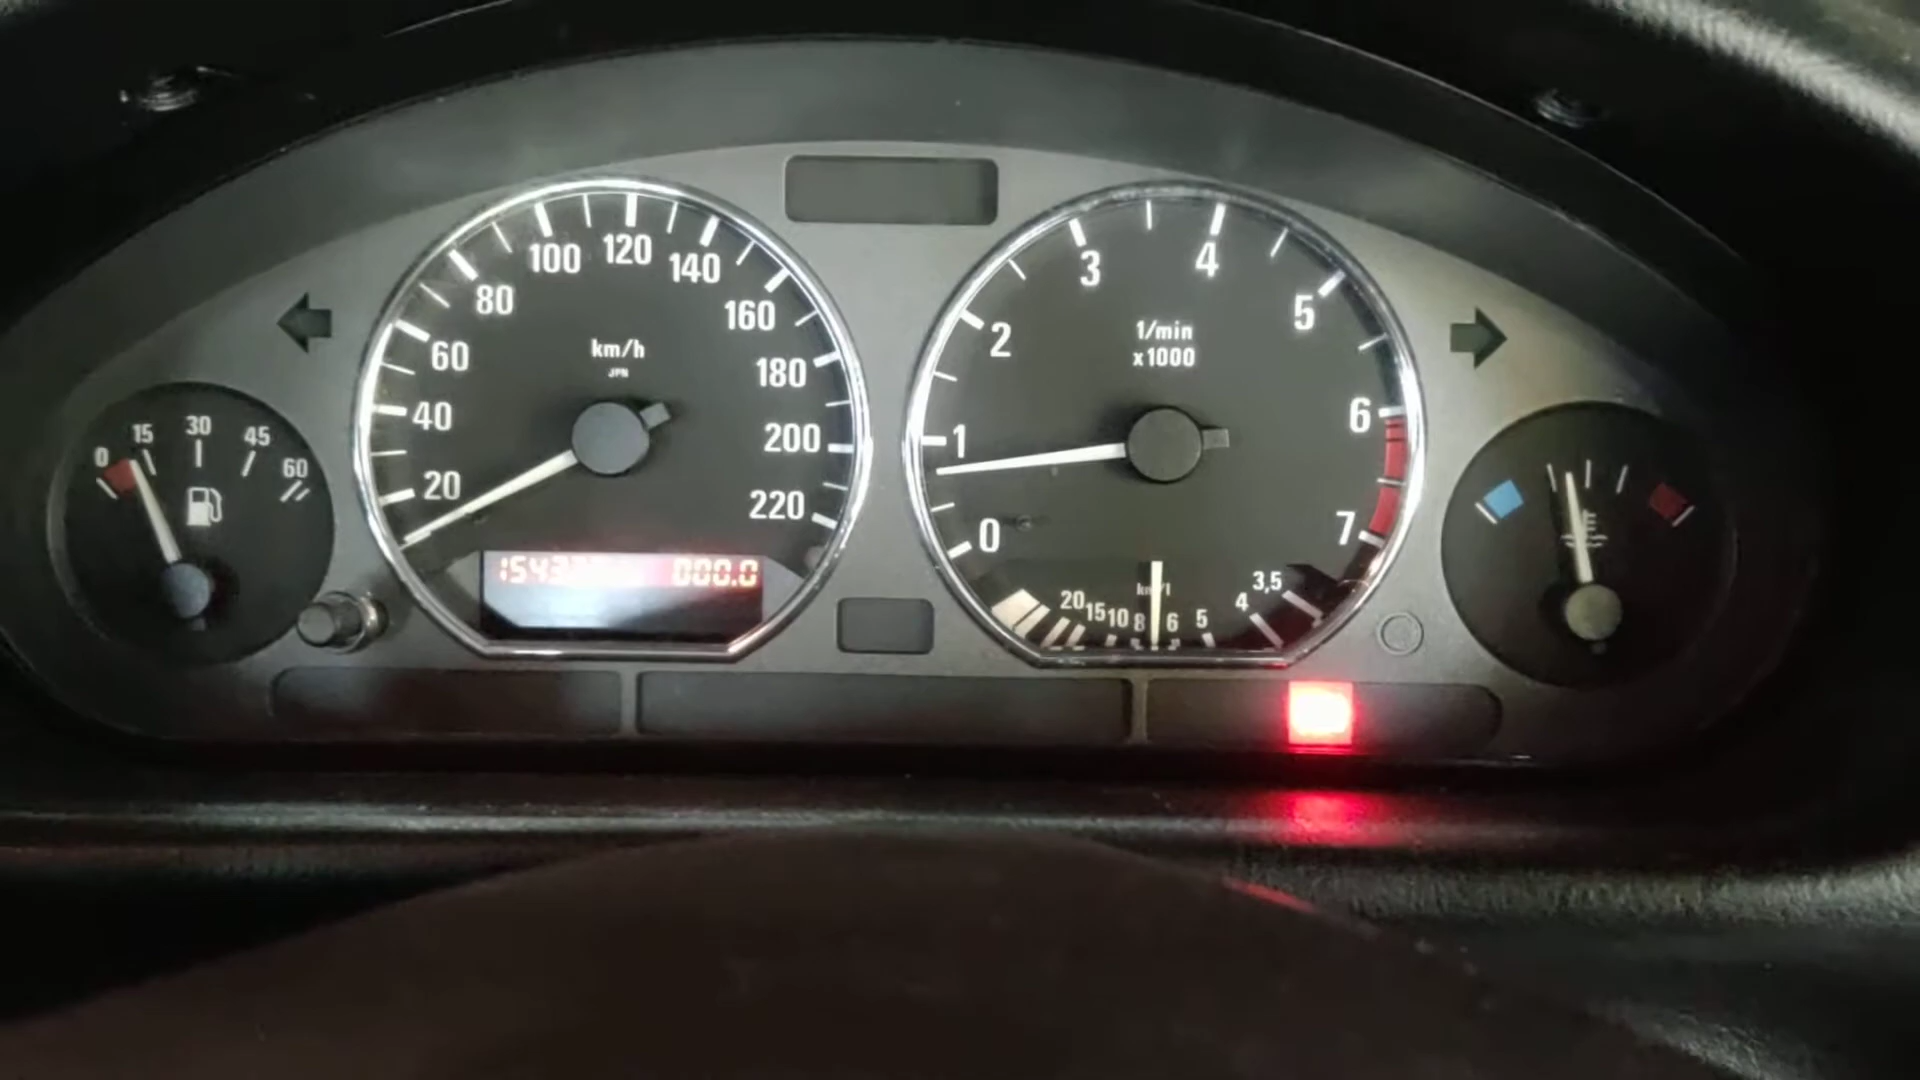 0 15 30 45 60
20 40 60 80 100 120 140 160 180 200 220
km/h
JPN
000.0
0 1 2 3 4 5 6 7
1/min
x1000
20 15 10 8 6 5 4 3,5